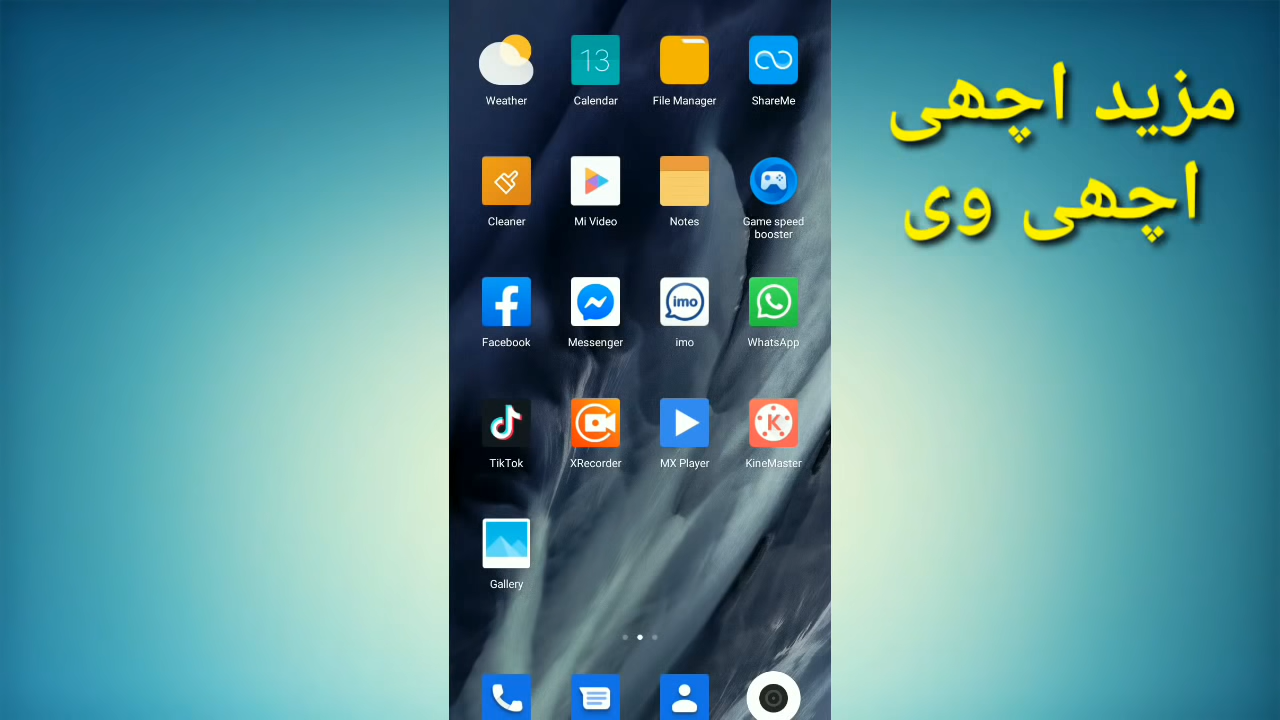 Weather
13
Calendar
File Manager
ShareMe
Cleaner
Mi Video
Notes
Game speed
booster
Facebook
Messenger
imo
imo
WhatsApp
TikTok
XRecorder
MX Player
K
KineMaster
Gallery
مزید اچھی
اچھی وی